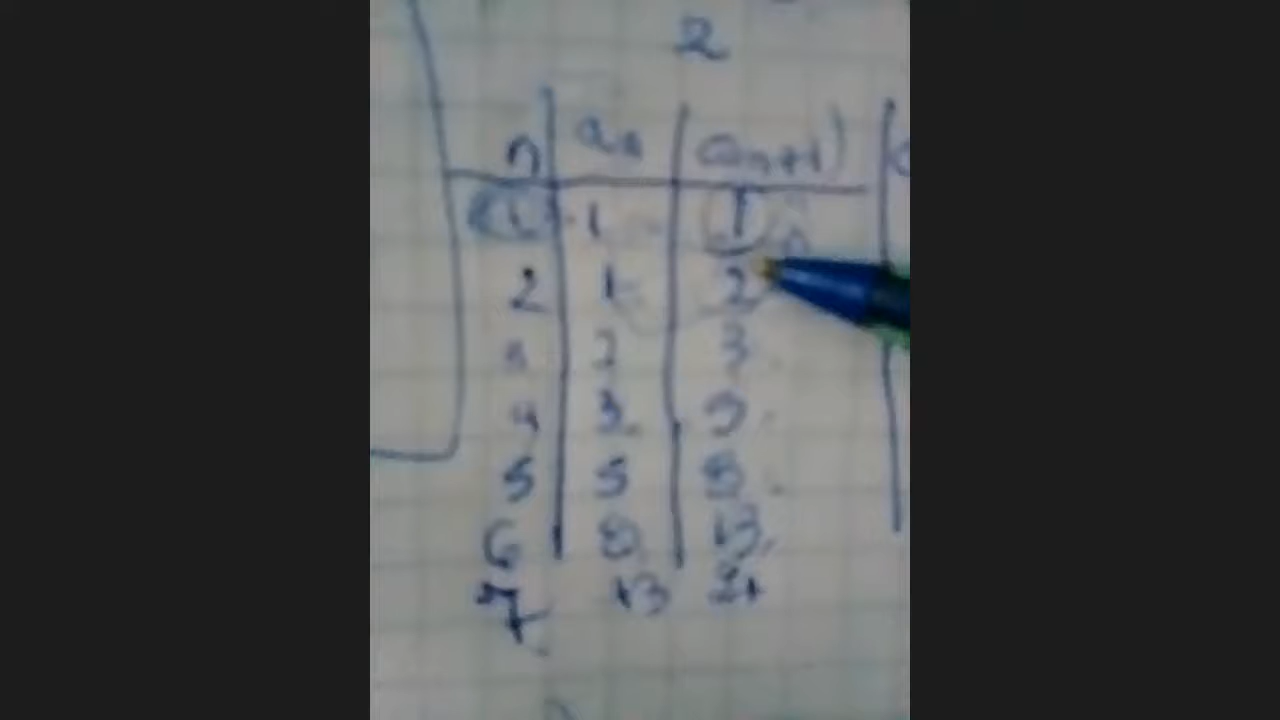 2
n aₙ aₙ₊₁)
1 1 1
2 1 2
3 2 3
4 3 5
5 5 8
6 8 13
7 13 21